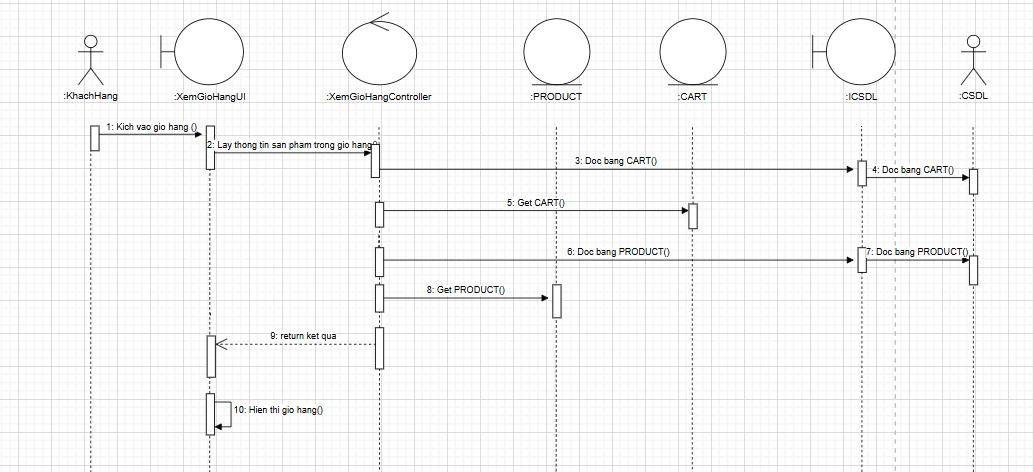 :KhachHang
:XemGioHangUI
:XemGioHangController
:PRODUCT
:CART
:ICSDL
:CSDL
1: Kich vao gio hang ()
2: Lay thong tin san pham trong gio hang()
3: Doc bang CART()
4: Doc bang CART()
5: Get CART()
6: Doc bang PRODUCT()
7: Doc bang PRODUCT()
8: Get PRODUCT()
9: return ket qua
10: Hien thi gio hang()